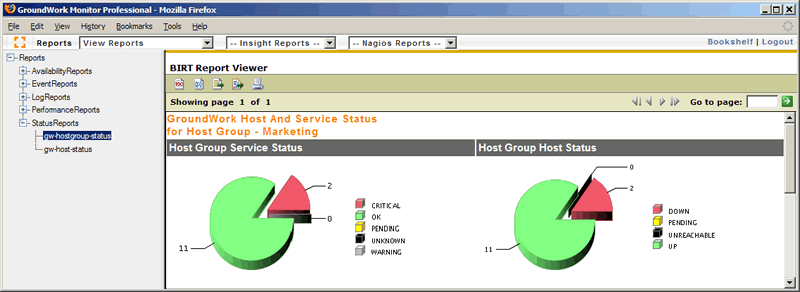 GroundWork Monitor Professional - Mozilla Firefox
File Edit View History Bookmarks Tools Help
Reports View Reports -- Insight Reports -- -- Nagios Reports -- Bookshelf | Logout
Reports
AvailabilityReports
EventReports
LogReports
PerformanceReports
StatusReports
gw-hostgroup-status
gw-host-status
BIRT Report Viewer
Showing page 1 of 1 Go to page:
GroundWork Host And Service Status
for Host Group - Marketing
Host Group Service Status Host Group Host Status
2
0
11
CRITICAL
OK
PENDING
UNKNOWN
WARNING
0
2
11
DOWN
PENDING
UNREACHABLE
UP